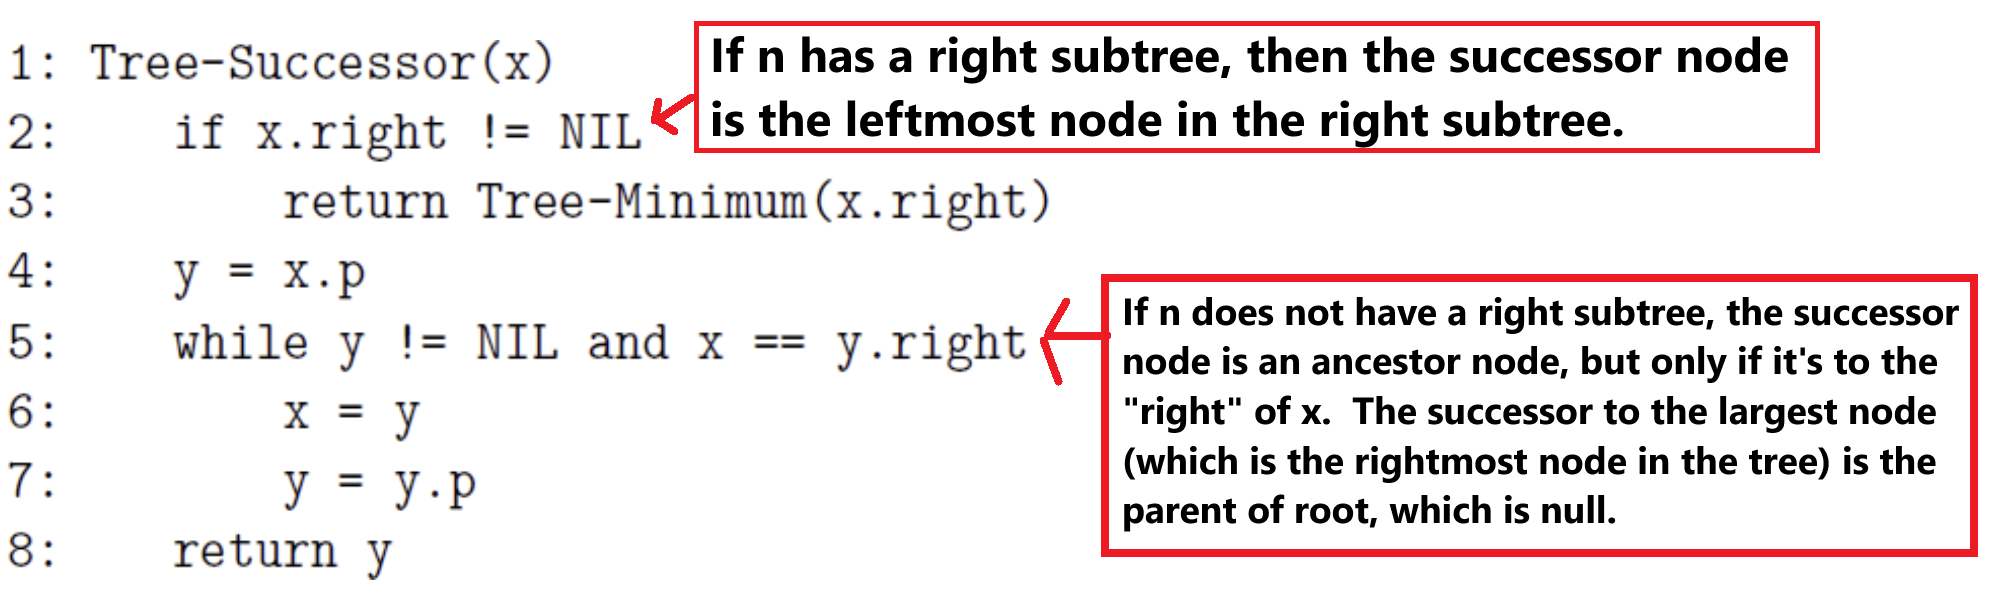 1: Tree-Successor(x)
2: if x.right != NIL
3: return Tree-Minimum(x.right)
4: y = x.p
5: while y != NIL and x == y.right
6: x = y
7: y = y.p
8: return y
If n has a right subtree, then the successor node
is the leftmost node in the right subtree.
If n does not have a right subtree, the successor
node is an ancestor node, but only if it's to the
"right" of x. The successor to the largest node
(which is the rightmost node in the tree) is the
parent of root, which is null.